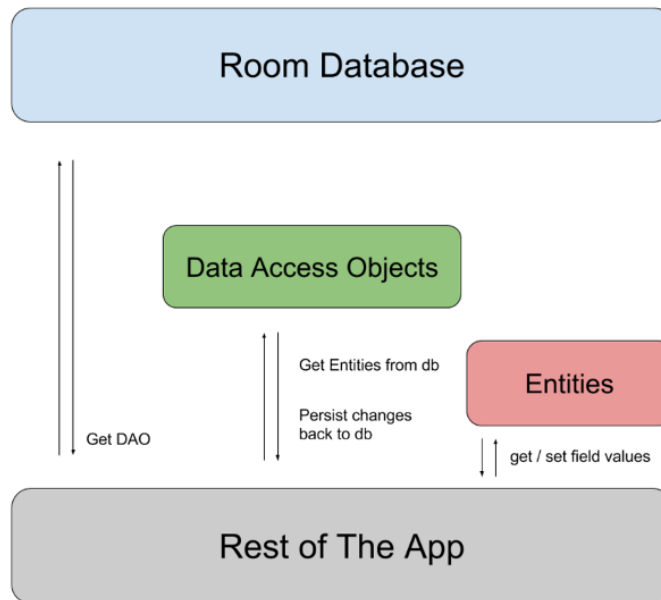 Room Database
Data Access Objects
Get Entities from db
Entities
Persist changes
back to db
Get DAO
get / set field values
Rest of The App